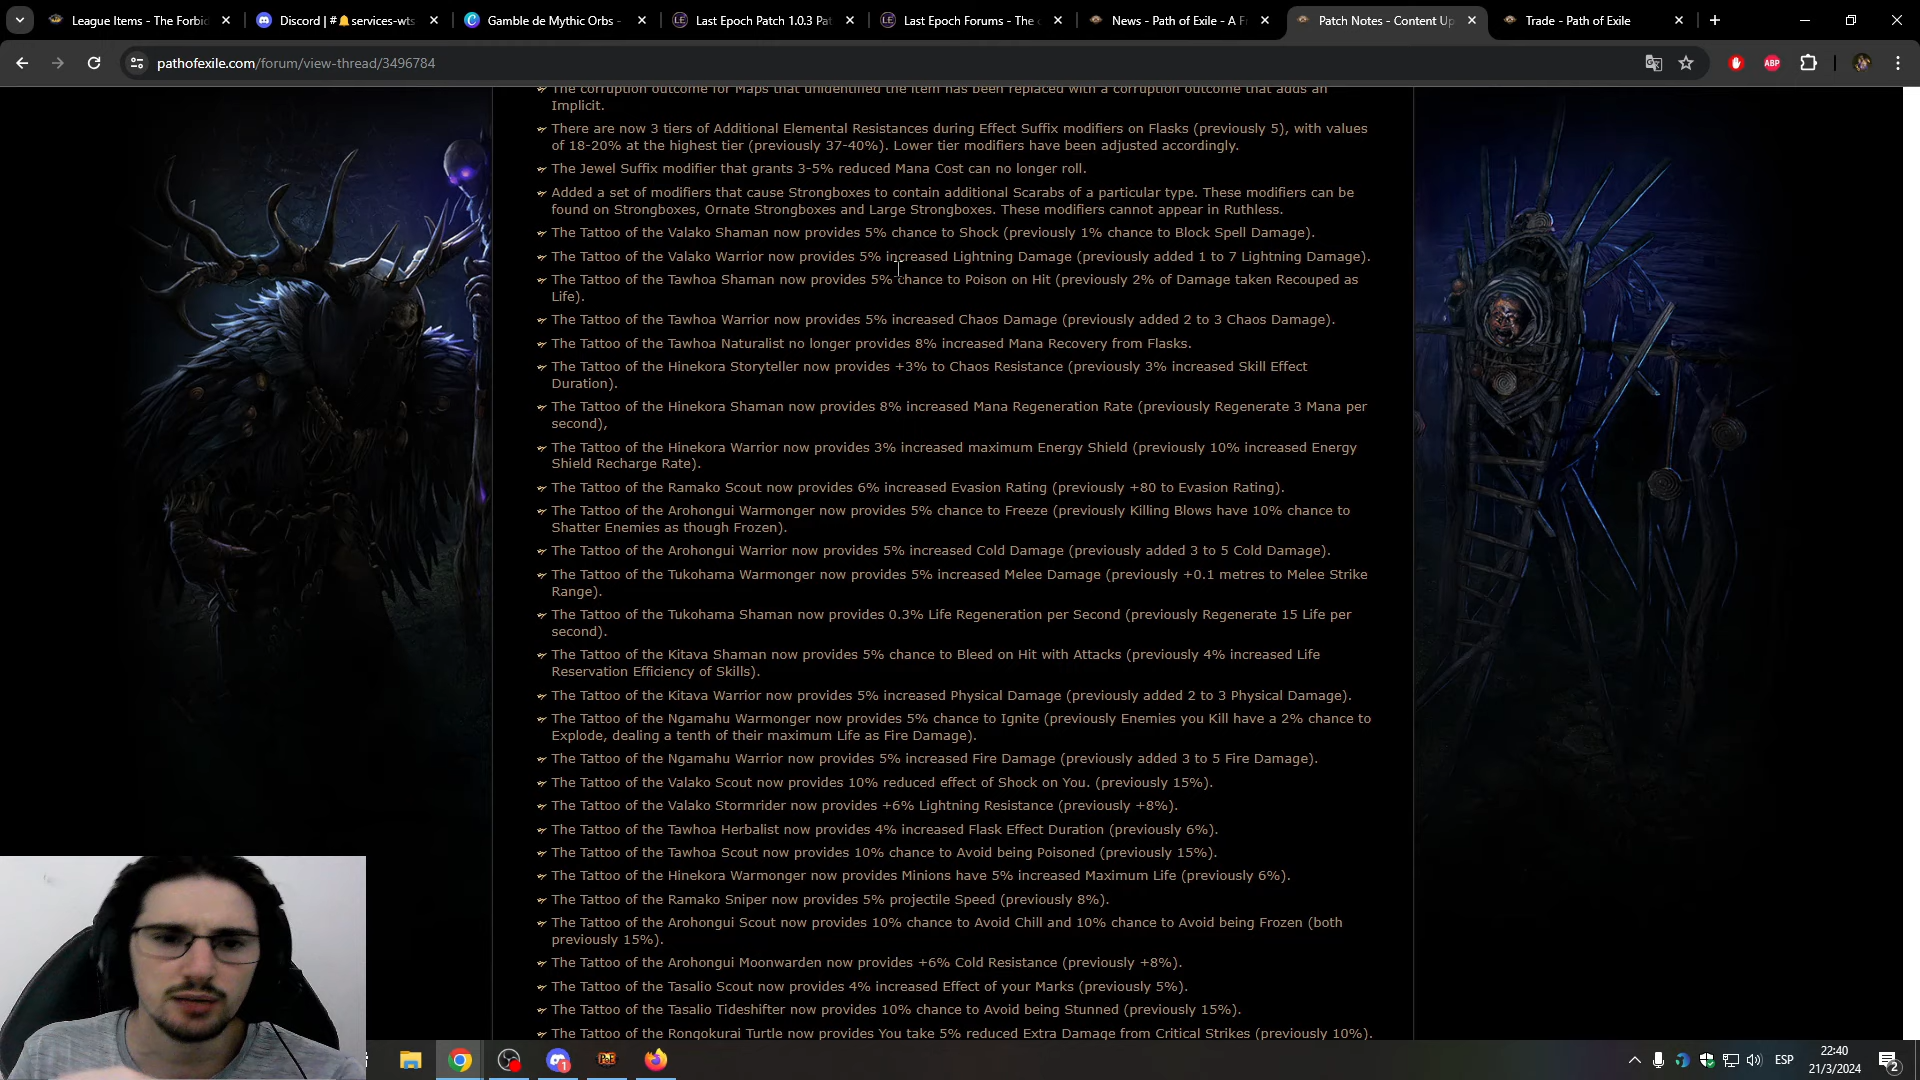 League Items - The Forbid
Discord | #🔔services-wts
Gamble de Mythic Orbs -
Last Epoch Patch 1.0.3 Pat
Last Epoch Forums - The
News - Path of Exile - A F
Patch Notes - Content Up
Trade - Path of Exile
pathofexile.com/forum/view-thread/3496784
ABP
The corruption outcome for Maps that unidentified the item has been replaced with a corruption outcome that adds an
Implicit.
There are now 3 tiers of Additional Elemental Resistances during Effect Suffix modifiers on Flasks (previously 5), with values
of 18-20% at the highest tier (previously 37-40%). Lower tier modifiers have been adjusted accordingly.
The Jewel Suffix modifier that grants 3-5% reduced Mana Cost can no longer roll.
Added a set of modifiers that cause Strongboxes to contain additional Scarabs of a particular type. These modifiers can be
found on Strongboxes, Ornate Strongboxes and Large Strongboxes. These modifiers cannot appear in Ruthless.
The Tattoo of the Valako Shaman now provides 5% chance to Shock (previously 1% chance to Block Spell Damage).
The Tattoo of the Valako Warrior now provides 5% increased Lightning Damage (previously added 1 to 7 Lightning Damage).
The Tattoo of the Tawhoa Shaman now provides 5% chance to Poison on Hit (previously 2% of Damage taken Recouped as
Life).
The Tattoo of the Tawhoa Warrior now provides 5% increased Chaos Damage (previously added 2 to 3 Chaos Damage).
The Tattoo of the Tawhoa Naturalist no longer provides 8% increased Mana Recovery from Flasks.
The Tattoo of the Hinekora Storyteller now provides +3% to Chaos Resistance (previously 3% increased Skill Effect
Duration).
The Tattoo of the Hinekora Shaman now provides 8% increased Mana Regeneration Rate (previously Regenerate 3 Mana per
second),
The Tattoo of the Hinekora Warrior now provides 3% increased maximum Energy Shield (previously 10% increased Energy
Shield Recharge Rate).
The Tattoo of the Ramako Scout now provides 6% increased Evasion Rating (previously +80 to Evasion Rating).
The Tattoo of the Arohongui Warmonger now provides 5% chance to Freeze (previously Killing Blows have 10% chance to
Shatter Enemies as though Frozen).
The Tattoo of the Arohongui Warrior now provides 5% increased Cold Damage (previously added 3 to 5 Cold Damage).
The Tattoo of the Tukohama Warmonger now provides 5% increased Melee Damage (previously +0.1 metres to Melee Strike
Range).
The Tattoo of the Tukohama Shaman now provides 0.3% Life Regeneration per Second (previously Regenerate 15 Life per
second).
The Tattoo of the Kitava Shaman now provides 5% chance to Bleed on Hit with Attacks (previously 4% increased Life
Reservation Efficiency of Skills).
The Tattoo of the Kitava Warrior now provides 5% increased Physical Damage (previously added 2 to 3 Physical Damage).
The Tattoo of the Ngamahu Warmonger now provides 5% chance to Ignite (previously Enemies you Kill have a 2% chance to
Explode, dealing a tenth of their maximum Life as Fire Damage).
The Tattoo of the Ngamahu Warrior now provides 5% increased Fire Damage (previously added 3 to 5 Fire Damage).
The Tattoo of the Valako Scout now provides 10% reduced effect of Shock on You. (previously 15%).
The Tattoo of the Valako Stormrider now provides +6% Lightning Resistance (previously +8%).
The Tattoo of the Tawhoa Herbalist now provides 4% increased Flask Effect Duration (previously 6%).
The Tattoo of the Tawhoa Scout now provides 10% chance to Avoid being Poisoned (previously 15%).
The Tattoo of the Hinekora Warmonger now provides Minions have 5% increased Maximum Life (previously 6%).
The Tattoo of the Ramako Sniper now provides 5% projectile Speed (previously 8%).
The Tattoo of the Arohongui Scout now provides 10% chance to Avoid Chill and 10% chance to Avoid being Frozen (both
previously 15%).
The Tattoo of the Arohongui Moonwarden now provides +6% Cold Resistance (previously +8%).
The Tattoo of the Tasalio Scout now provides 4% increased Effect of your Marks (previously 5%).
The Tattoo of the Tasalio Tideshifter now provides 10% chance to Avoid being Stunned (previously 15%).
The Tattoo of the Rongokurai Turtle now provides You take 5% reduced Extra Damage from Critical Strikes (previously 10%).
ESP
22:40
21/3/2024
2